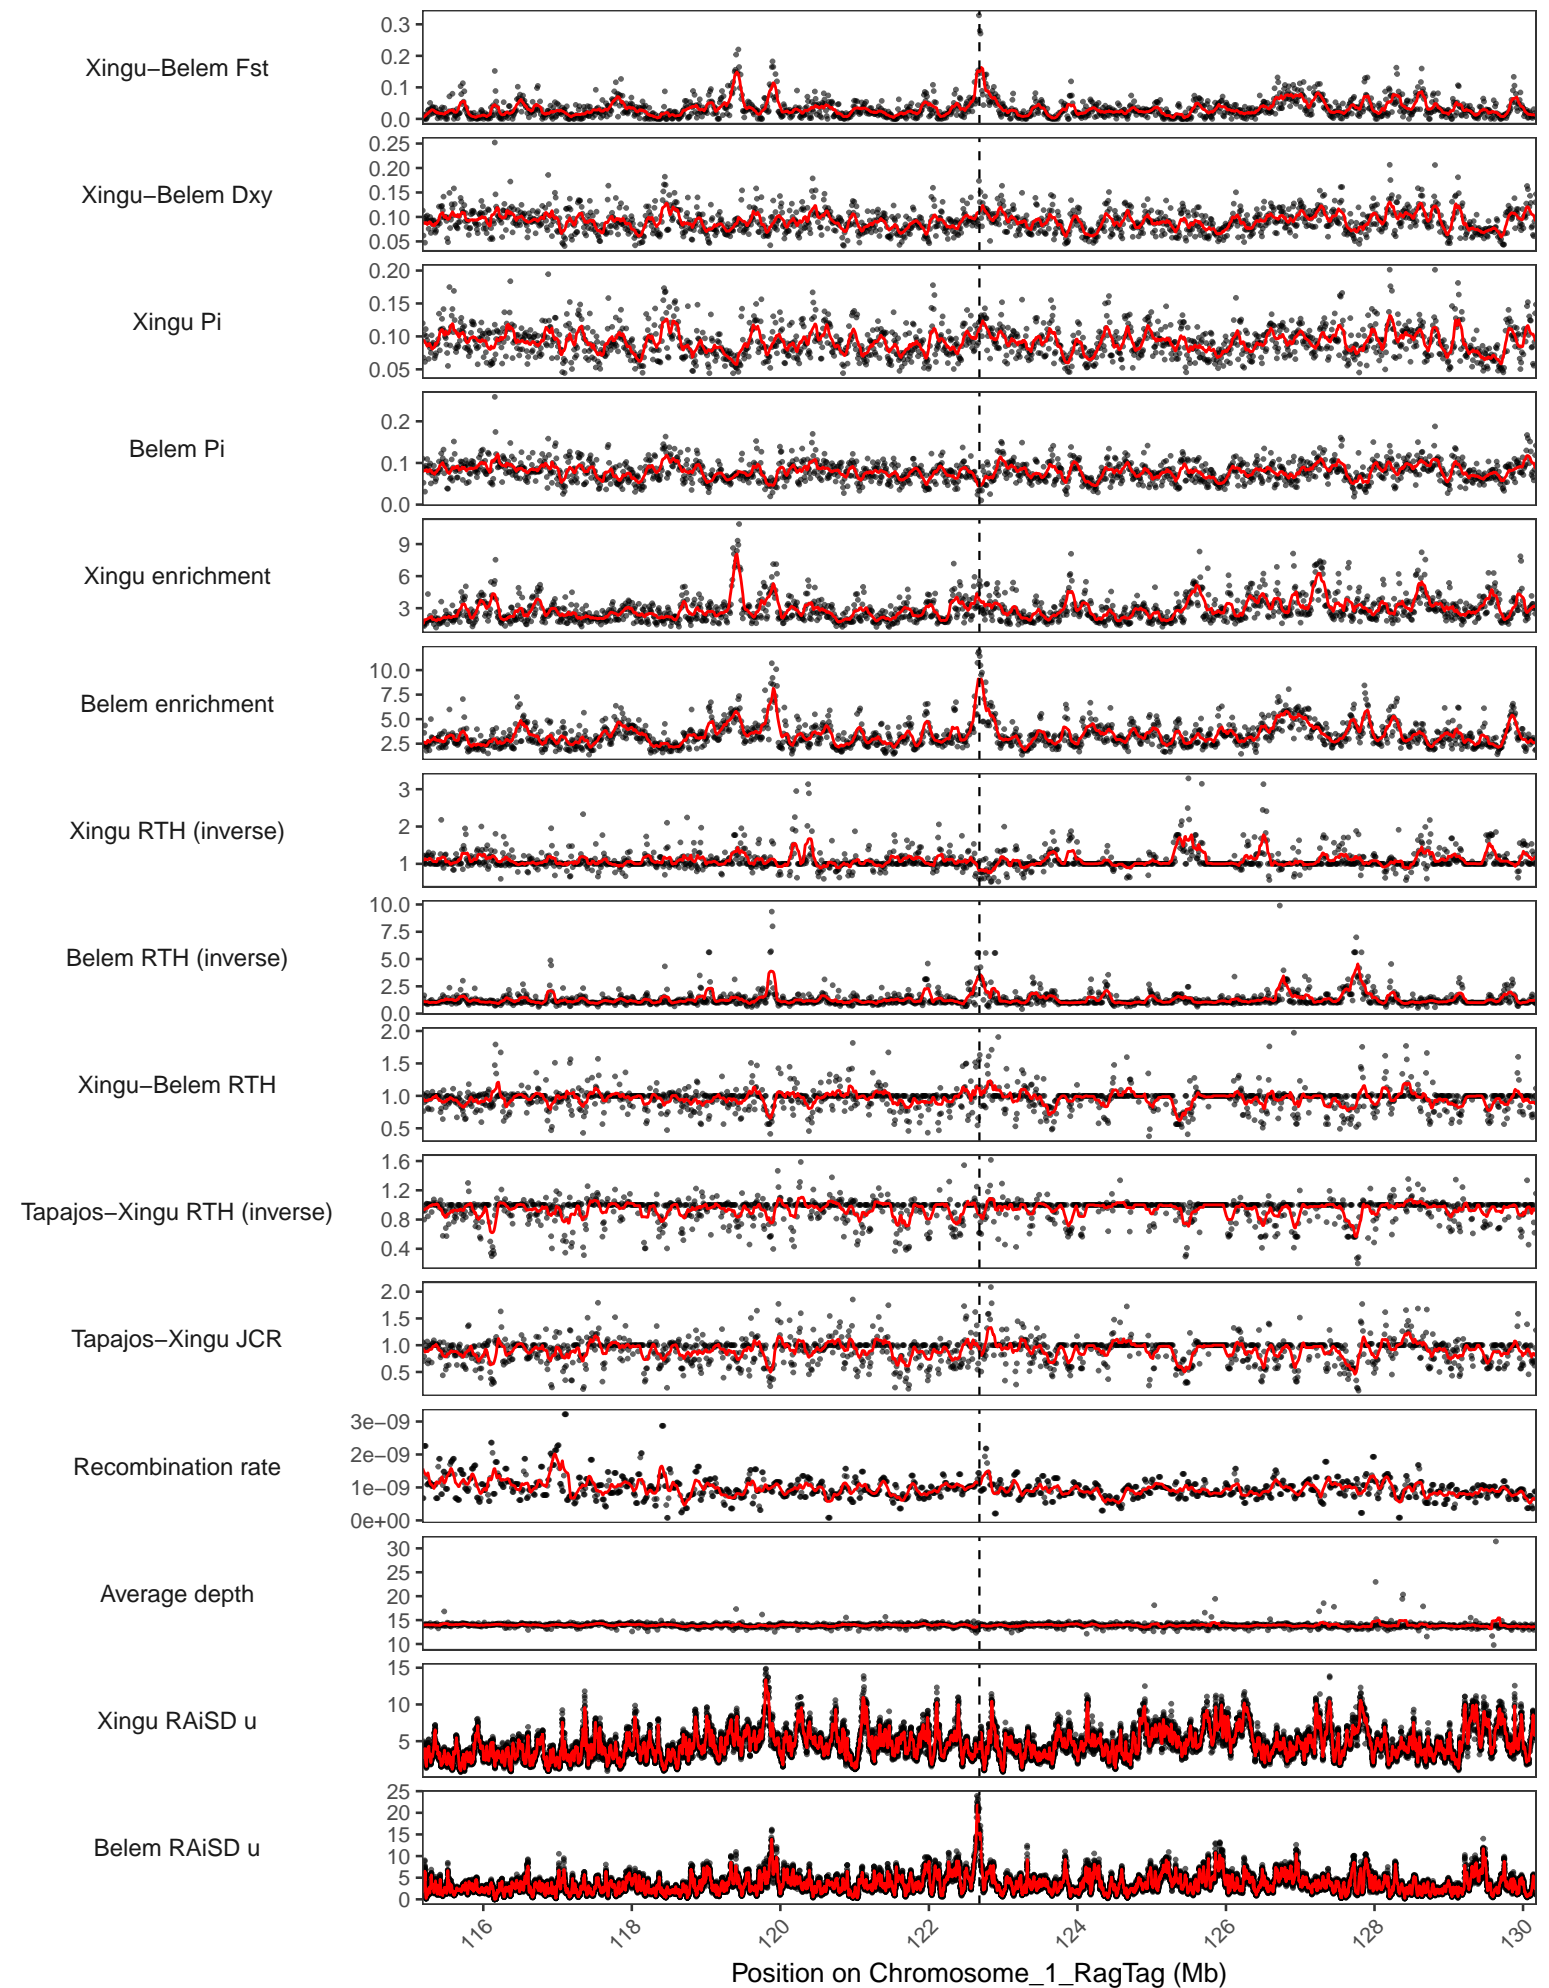 Xingu−Belem Fst
0.3
0.2
0.1
0.0
Xingu−Belem Dxy
0.25
0.20
0.15
0.10
0.05
Xingu Pi
0.20
0.15
0.10
0.05
Belem Pi
0.2
0.1
0.0
Xingu enrichment
9
6
3
Belem enrichment
10.0
7.5
5.0
2.5
Xingu RTH (inverse)
3
2
1
Belem RTH (inverse)
10.0
7.5
5.0
2.5
0.0
Xingu−Belem RTH
2.0
1.5
1.0
0.5
Tapajos−Xingu RTH (inverse)
1.6
1.2
0.8
0.4
Tapajos−Xingu JCR
2.0
1.5
1.0
0.5
Recombination rate
3e−09
2e−09
1e−09
0e+00
Average depth
30
25
20
15
10
Xingu RAiSD u
15
10
5
Belem RAiSD u
25
20
15
10
5
0
116 118 120 122 124 126 128 130
Position on Chromosome_1_RagTag (Mb)